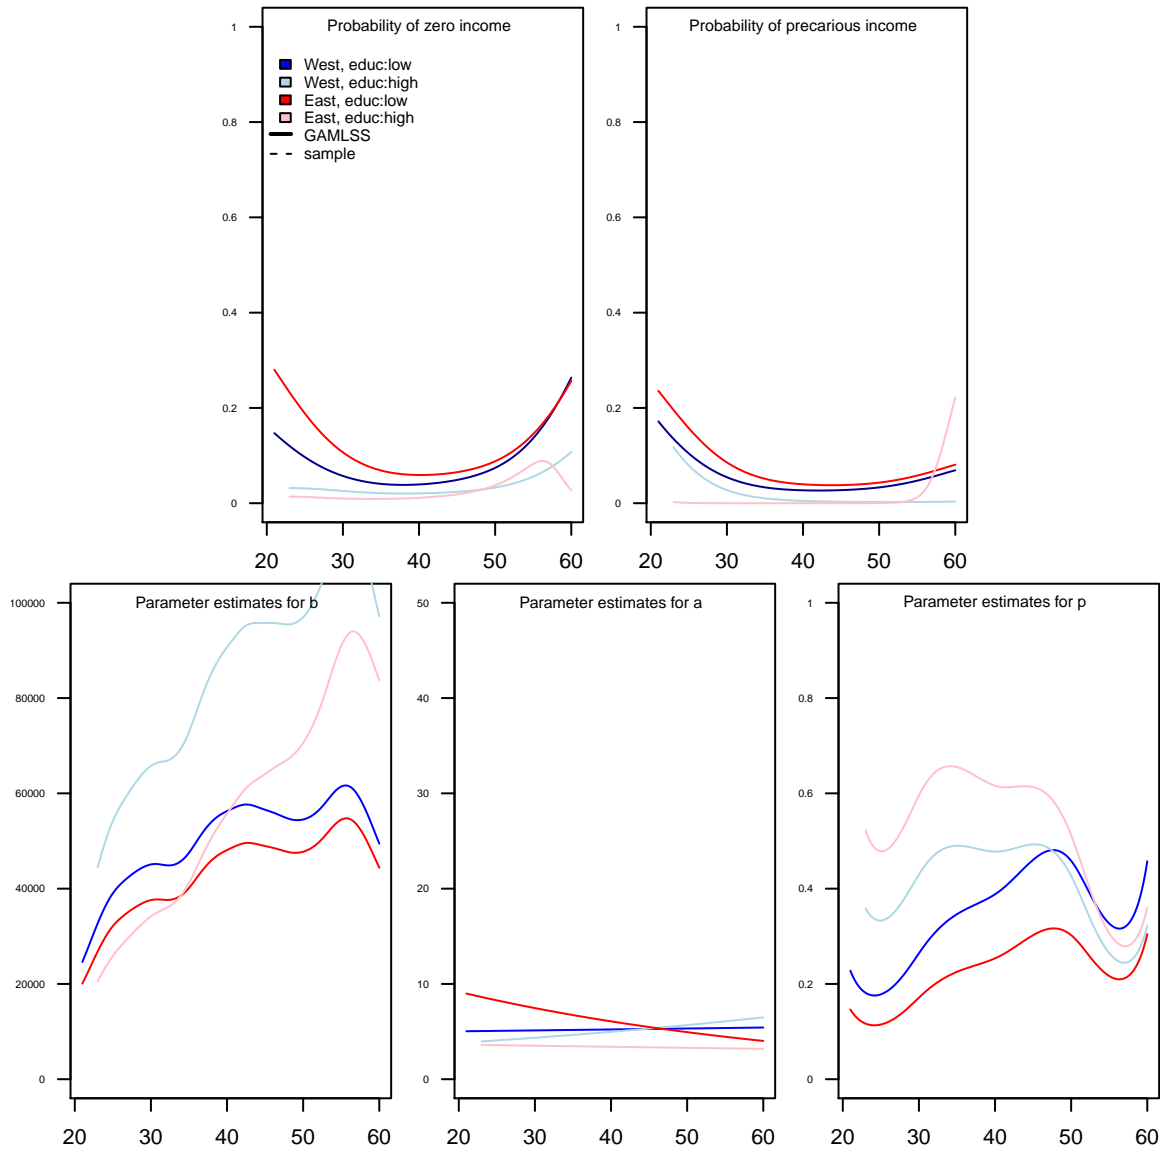 Probability of zero income
1
0.8
0.6
0.4
0.2
0
20 30 40 50 60
West, educ:low
West, educ:high
East, educ:low
East, educ:high
GAMLSS
sample
Probability of precarious income
1
0.8
0.6
0.4
0.2
0
20 30 40 50 60
Parameter estimates for b
100000
80000
60000
40000
20000
0
20 30 40 50 60
Parameter estimates for a
50
40
30
20
10
0
20 30 40 50 60
Parameter estimates for p
1
0.8
0.6
0.4
0.2
0
20 30 40 50 60